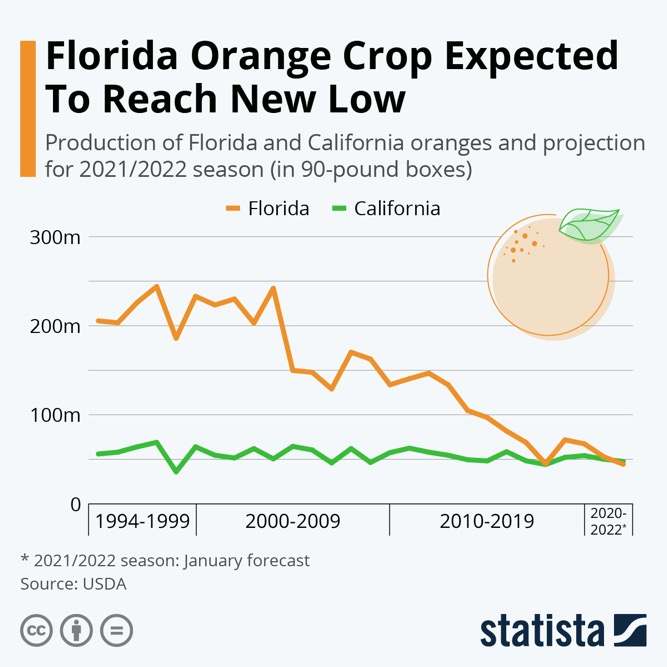 Florida Orange Crop Expected
To Reach New Low
Production of Florida and California oranges and projection
for 2021/2022 season (in 90-pound boxes)
Florida California
300m
200m
100m
0
1994-1999 2000-2009 2010-2019 2020-
2022*
* 2021/2022 season: January forecast
Source: USDA
cc =
statista